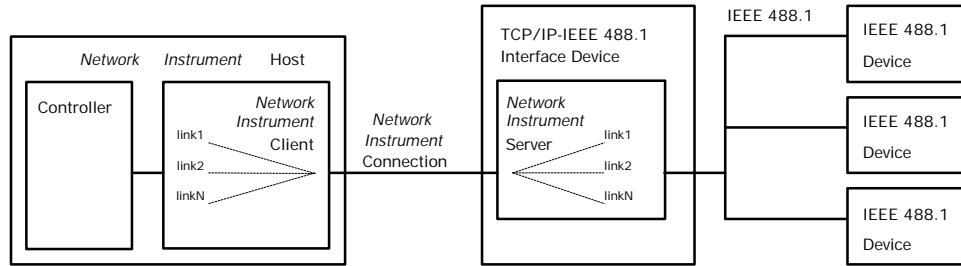 Network Instrument Host
Controller
Network
Instrument
Client
link1
link2
linkN
Network
Instrument
Connection
TCP/IP-IEEE 488.1
Interface Device
Network
Instrument
Server
link1
link2
linkN
IEEE 488.1
IEEE 488.1
Device
IEEE 488.1
Device
IEEE 488.1
Device